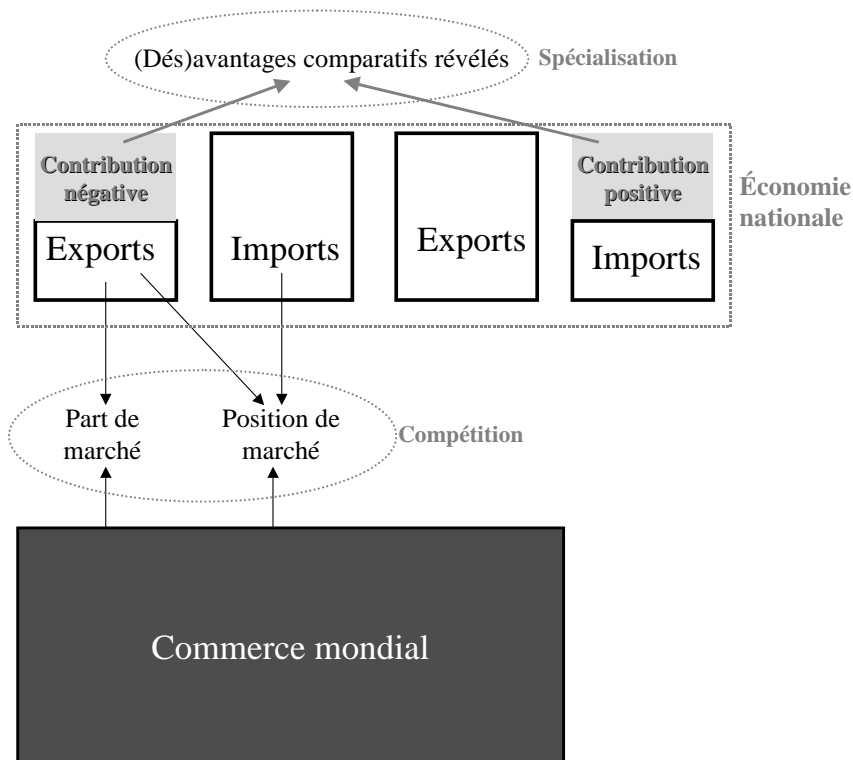 (Dés)avantages comparatifs révélés
Spécialisation
Contribution
négative
Contribution
positive
Économie
nationale
Exports
Imports
Exports
Imports
Part de
marché
Position de
marché
Compétition
Commerce mondial